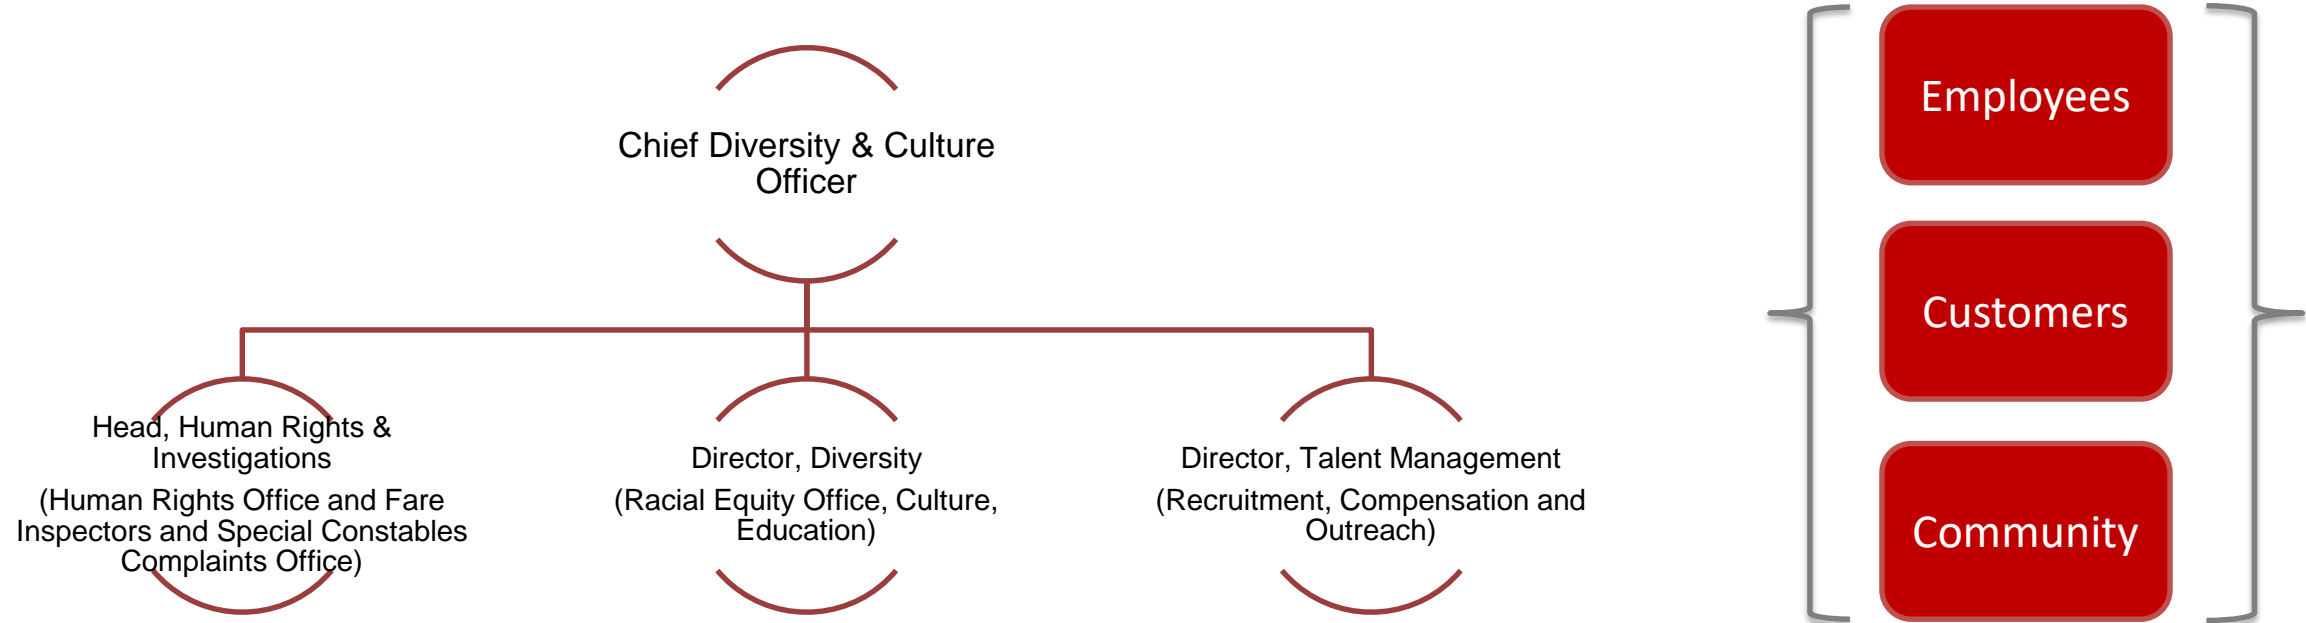 Chief Diversity & Culture
Officer
Head, Human Rights &
Investigations
(Human Rights Office and Fare
Inspectors and Special Constables
Complaints Office)
Director, Diversity
(Racial Equity Office, Culture,
Education)
Director, Talent Management
(Recruitment, Compensation and
Outreach)
Employees
Customers
Community